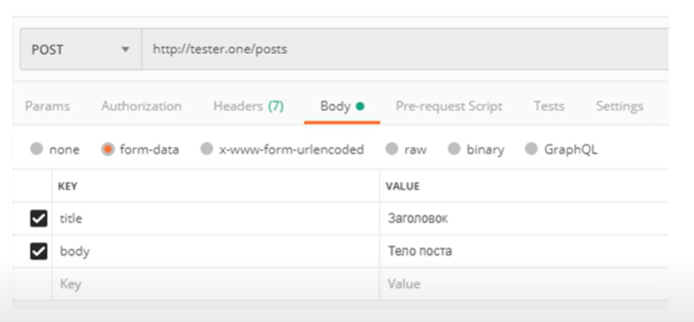 POST http://tester.one/posts
Params Authorization Headers (7) Body Pre-request Script Tests Settings
none form-data x-www-form-urlencoded raw binary GraphQL
KEY VALUE
title Заголовок
body Тело поста
Key Value